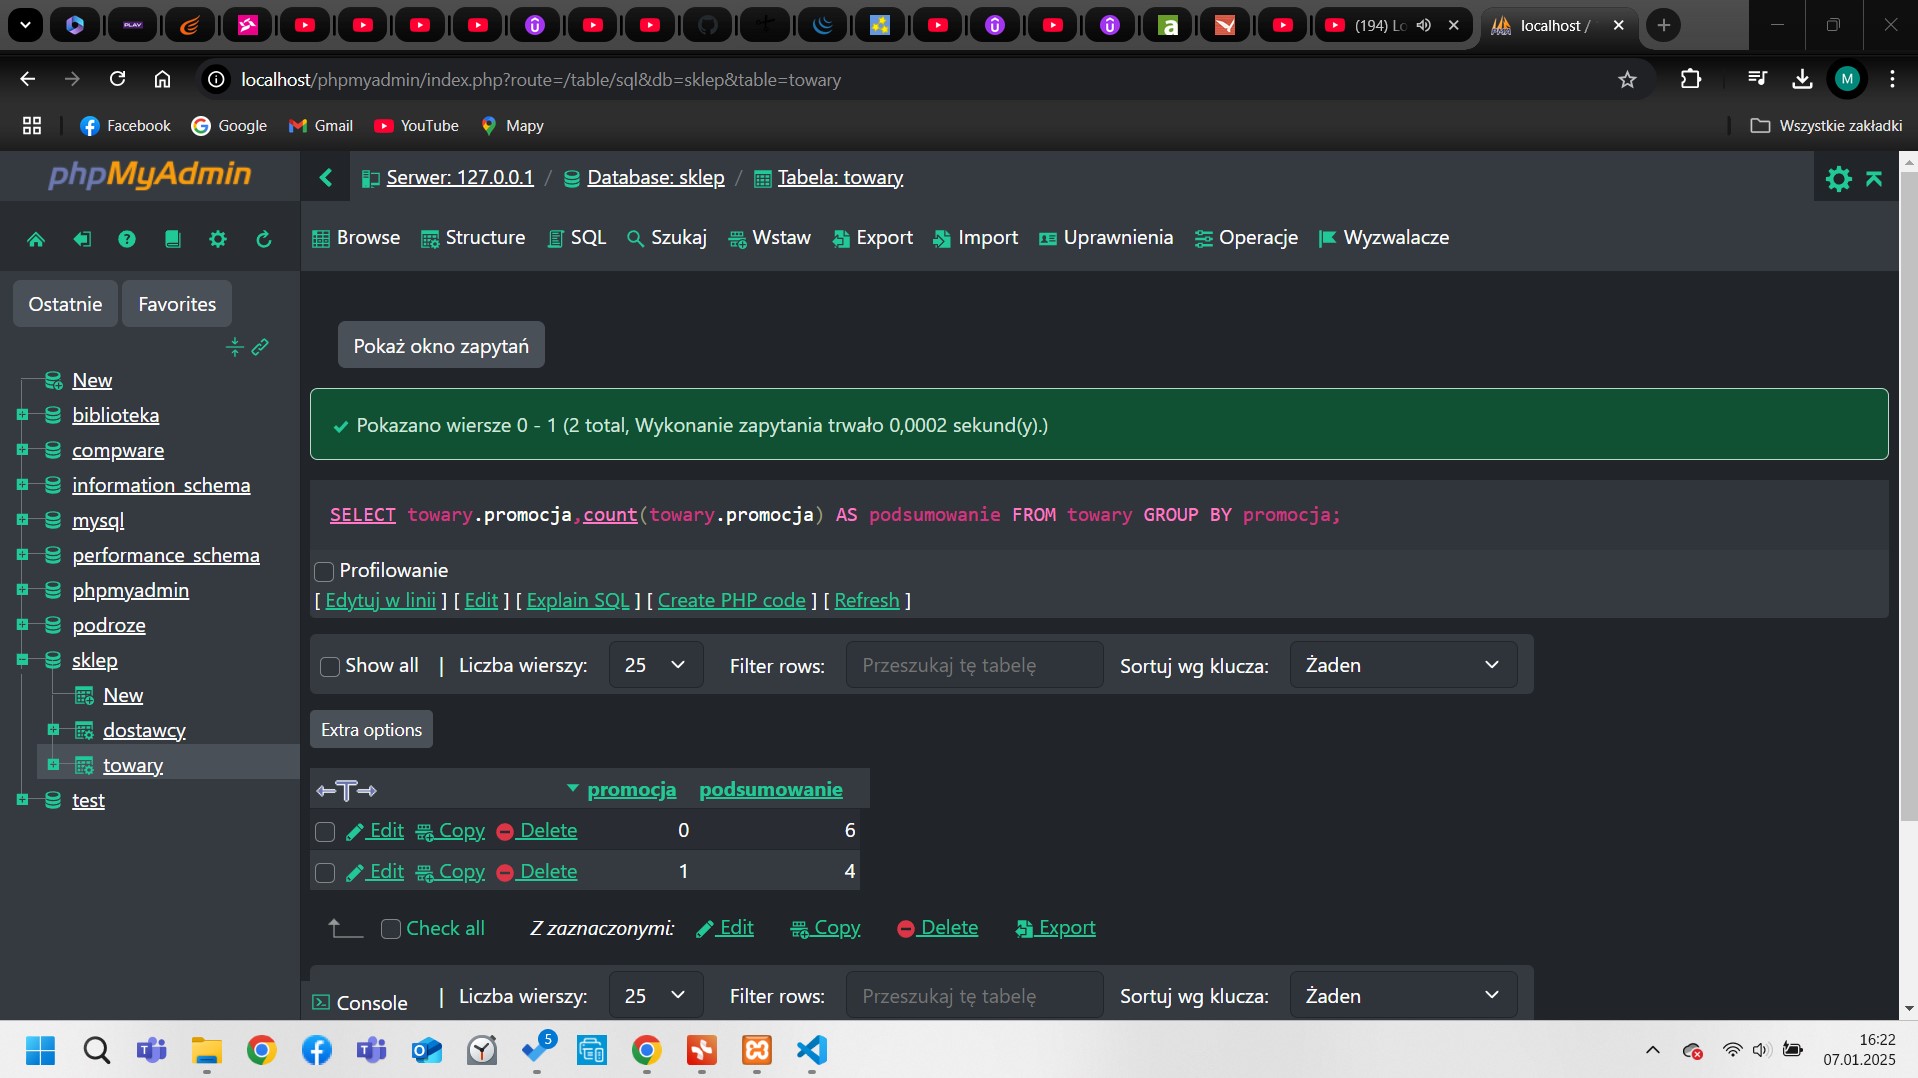 PLAY
(194) Lo
localhost /
localhost/phpmyadmin/index.php?route=/table/sql&db=sklep&table=towary
M
Facebook
Google
Gmail
YouTube
Mapy
Wszystkie zakładki
phpMyAdmin
Serwer: 127.0.0.1 / Database: sklep / Tabela: towary
Browse
Structure
SQL
Szukaj
Wstaw
Export
Import
Uprawnienia
Operacje
Wyzwalacze
Ostatnie
Favorites
New
biblioteka
compware
information_schema
mysql
performance_schema
phpmyadmin
podroze
sklep
New
dostawcy
towary
test
Pokaż okno zapytań
Pokazano wiersze 0 - 1 (2 total, Wykonanie zapytania trwało 0,0002 sekund(y).)
SELECT towary.promocja,count(towary.promocja) AS podsumowanie FROM towary GROUP BY promocja;
Profilowanie
[ Edytuj w linii ] [ Edit ] [ Explain SQL ] [ Create PHP code ] [ Refresh ]
Show all | Liczba wierszy: 25 Filter rows: Przeszukaj tę tabelę Sortuj wg klucza: Żaden
Extra options
←T→ promocja podsumowanie
Edit Copy Delete 0 6
Edit Copy Delete 1 4
Check all Z zaznaczonymi: Edit Copy Delete Export
Console | Liczba wierszy: 25 Filter rows: Przeszukaj tę tabelę Sortuj wg klucza: Żaden
5
16:22
07.01.2025